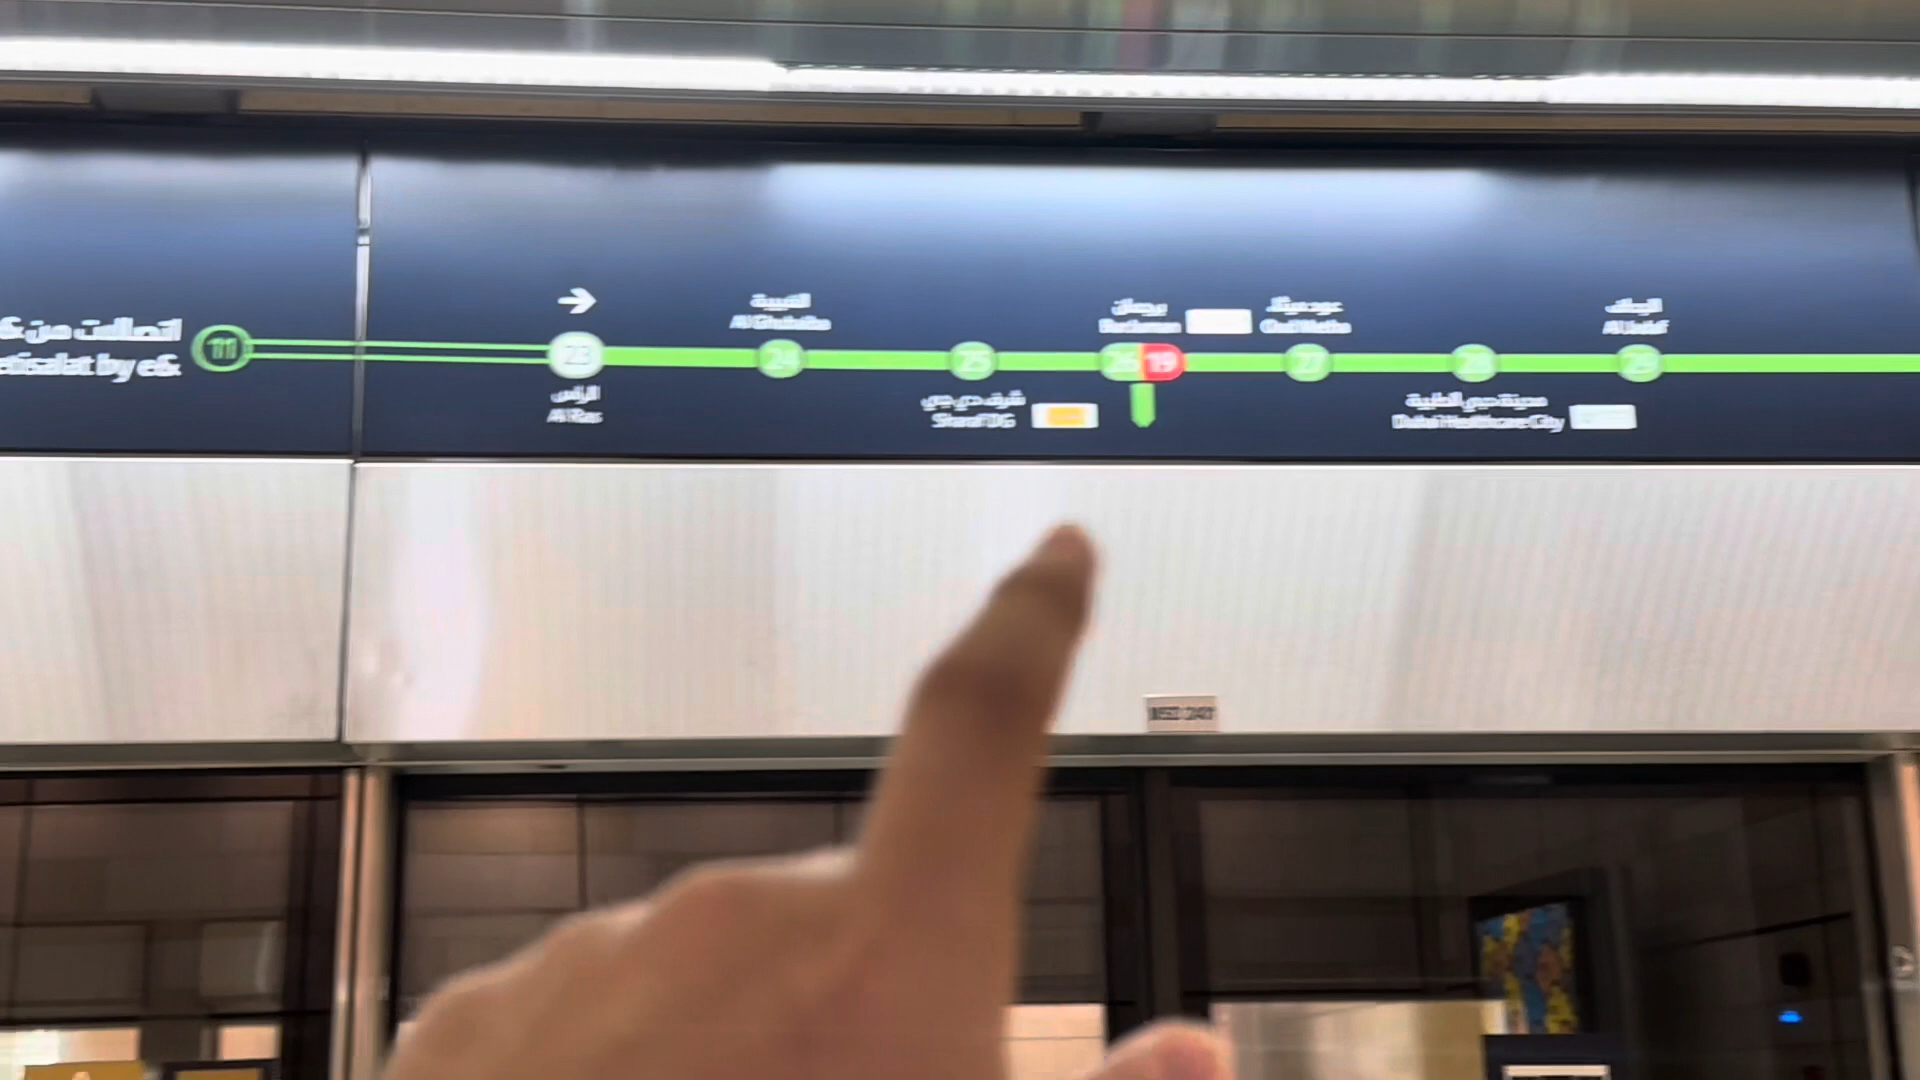 اتصالات من &e
etisalat by e&
11
→
23
الراس
Al Ras
24
الغبيبة
Al Ghubaiba
25
شرف دي جي
Sharaf DG
برجمان
BurJuman
26 19
عود ميثاء
Oud Metha
27
28
مدينة دبي الطبية
Dubai Healthcare City
الجداف
Al Jadaf
29